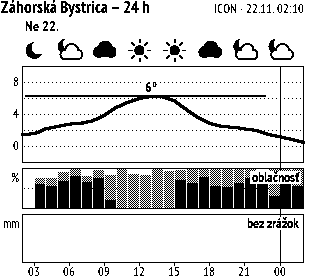 Záhorská Bystrica – 24 h
ICON - 22.11. 02:10
Ne 22.
6°
8
4
0
%
oblačnosť
mm
bez zrážok
03 06 09 12 15 18 21 00